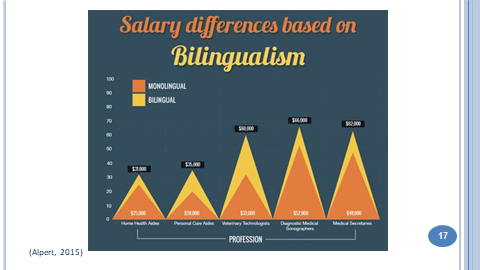 Salary differences based on
Bilingualism
100
90
80
70
60
50
40
30
20
10
0
MONOLINGUAL
BILINGUAL
$31,000
$35,000
$60,000
$66,000
$62,000
$25,000
$20,000
$32,000
$52,000
$48,000
Home Health Aides
Personal Care Aides
Veterinary Technologists
Diagnostic Medical
Sonographers
Medical Secretaries
PROFESSION
17
(Alpert, 2015)